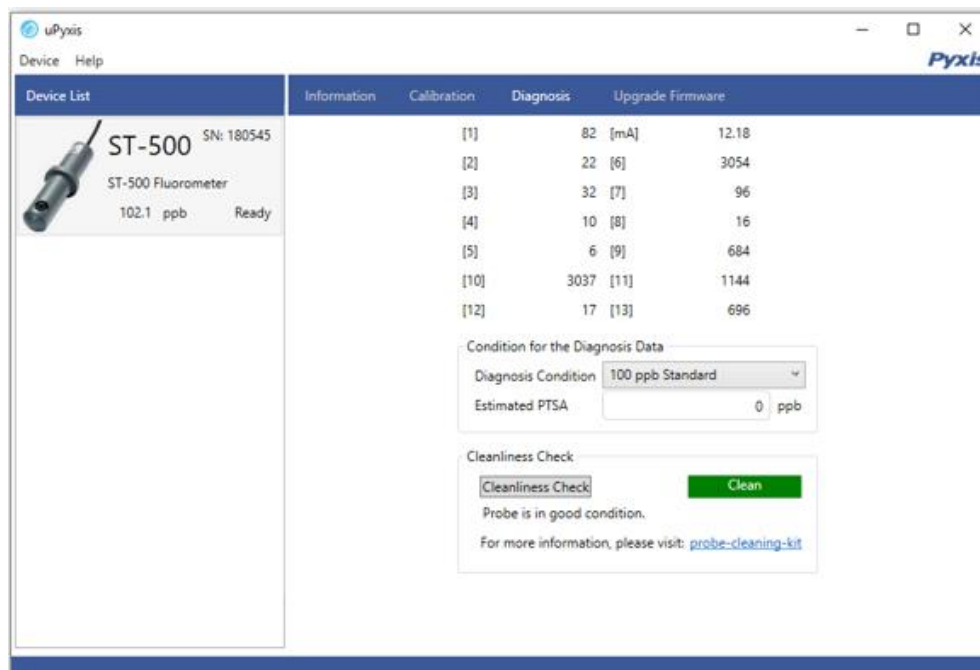 uPyxis
Device Help
Pyxis
Device List
Information Calibration Diagnosis Upgrade Firmware
ST-500 SN: 180545
ST-500 Fluorometer
102.1 ppb Ready
[1] 82 [mA] 12.18
[2] 22 [6] 3054
[3] 32 [7] 96
[4] 10 [8] 16
[5] 6 [9] 684
[10] 3037 [11] 1144
[12] 17 [13] 696
Condition for the Diagnosis Data
Diagnosis Condition 100 ppb Standard
Estimated PTSA 0 ppb
Cleanliness Check
Cleanliness Check Clean
Probe is in good condition.
For more information, please visit: probe-cleaning-kit